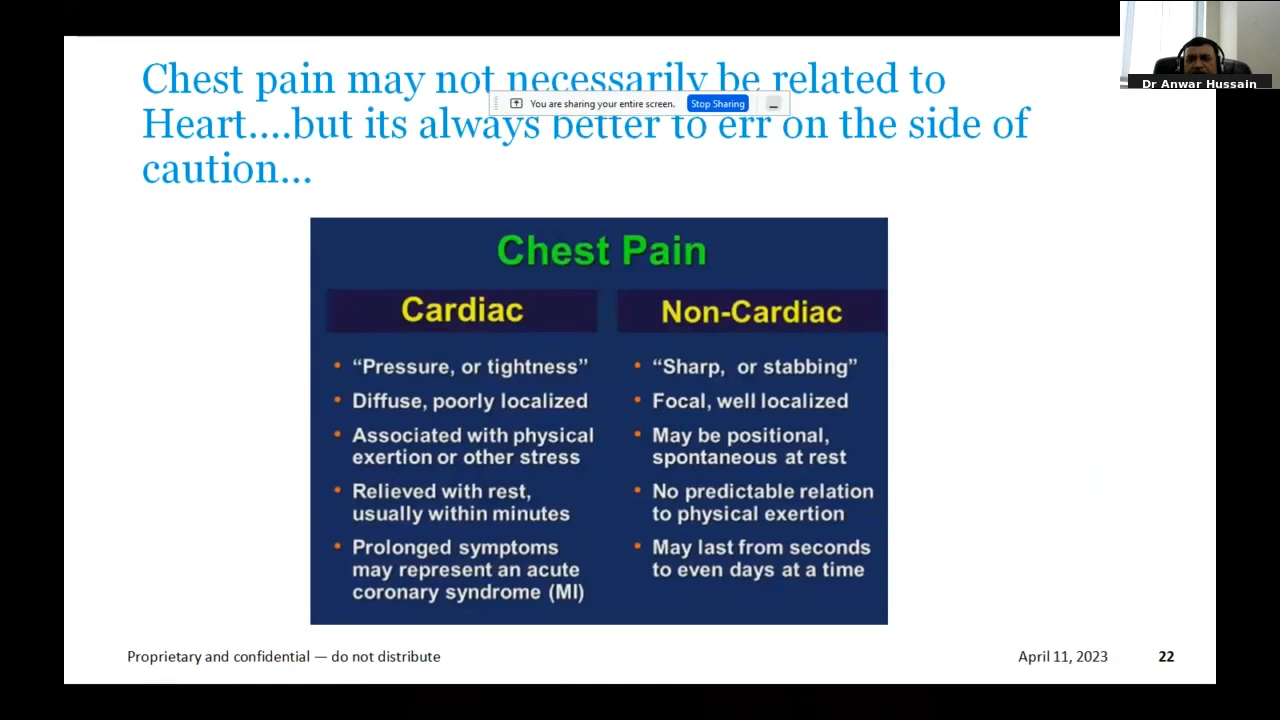 Chest pain may not necessarily be related to
Heart....but its always better to err on the side of
caution...
You are sharing your entire screen.
Stop Sharing
Dr Anwar Hussain
Chest Pain
Cardiac
• “Pressure, or tightness”
• Diffuse, poorly localized
• Associated with physical
exertion or other stress
• Relieved with rest,
usually within minutes
• Prolonged symptoms
may represent an acute
coronary syndrome (MI)
Non-Cardiac
• “Sharp, or stabbing”
• Focal, well localized
• May be positional,
spontaneous at rest
• No predictable relation
to physical exertion
• May last from seconds
to even days at a time
Proprietary and confidential — do not distribute
April 11, 2023
22